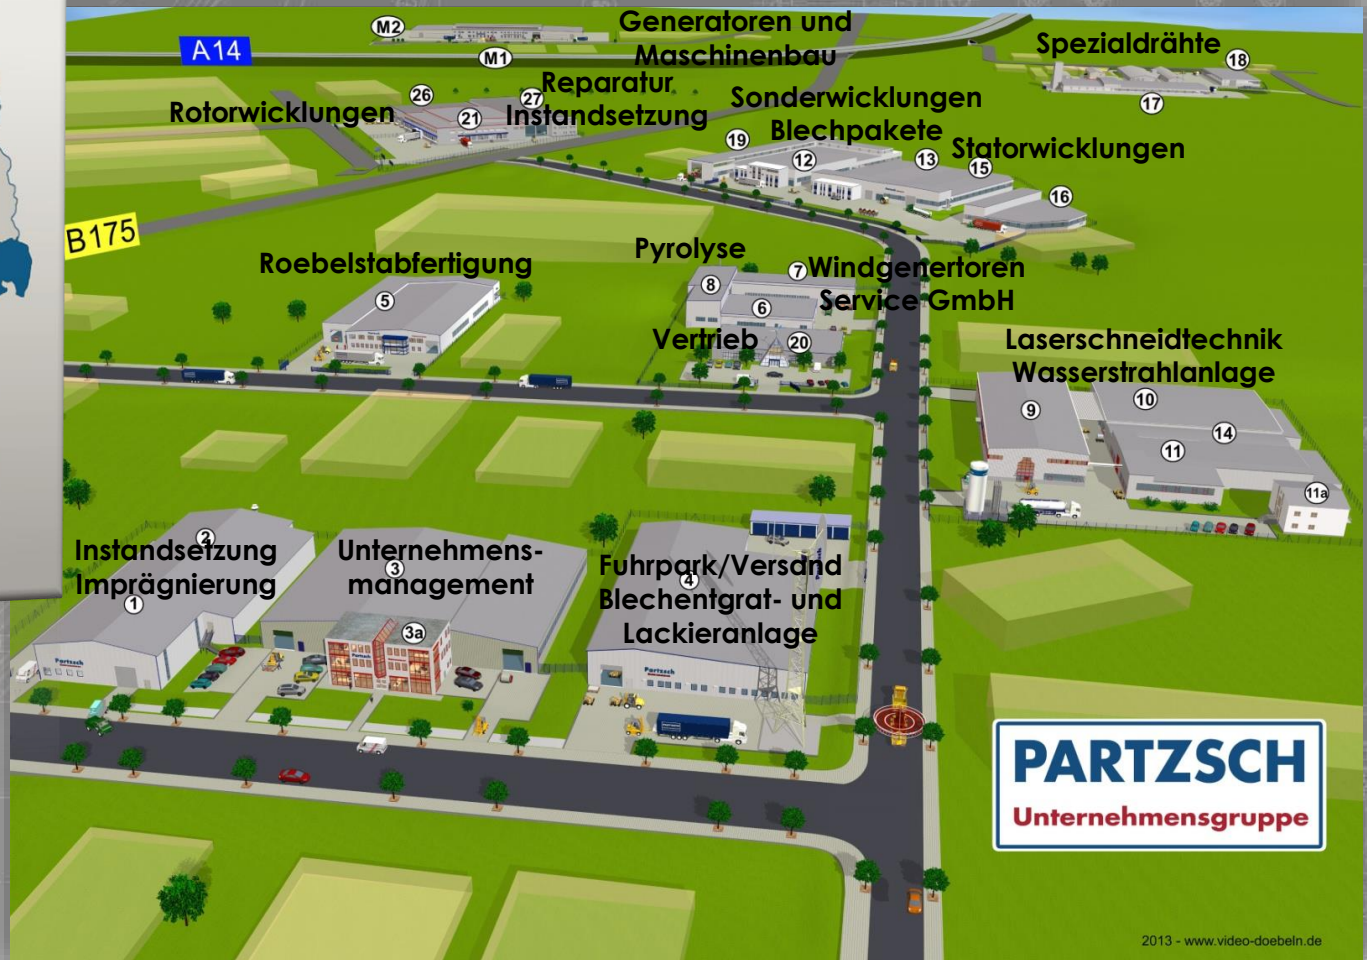 Generatoren und
Maschinenbau
M2
A14
M1
Spezialdrähte
18
17
Reparatur
Instandsetzung
26
27
Rotorwicklungen
21
Sonderwicklungen
Blechpakete
19
12
13
Statorwicklungen
15
16
B175
Roebelstabfertigung
5
Pyrolyse
8
7
Windgenertoren
Service GmbH
6
Vertrieb
20
Laserschneidtechnik
Wasserstrahlanlage
9
10
14
11
11a
2
Instandsetzung
Imprägnierung
1
Unternehmens-
3
management
3a
Fuhrpark/Versand
4
Blechentgrat- und
Lackieranlage
Partzsch
Partzsch
Partzsch
PARTZSCH
Unternehmensgruppe
2013 - www.video-doebeln.de